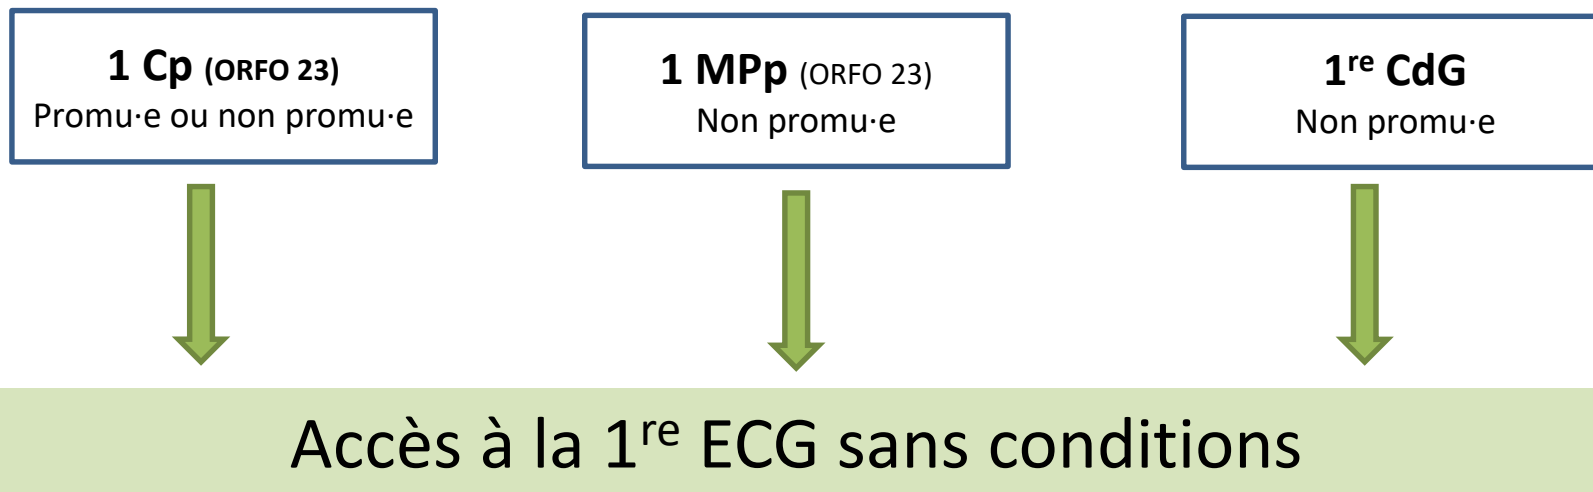 1 Cp (ORFO 23)
Promu·e ou non promu·e
1 MPp (ORFO 23)
Non promu·e
1re CdG
Non promu·e
Accès à la 1re ECG sans conditions